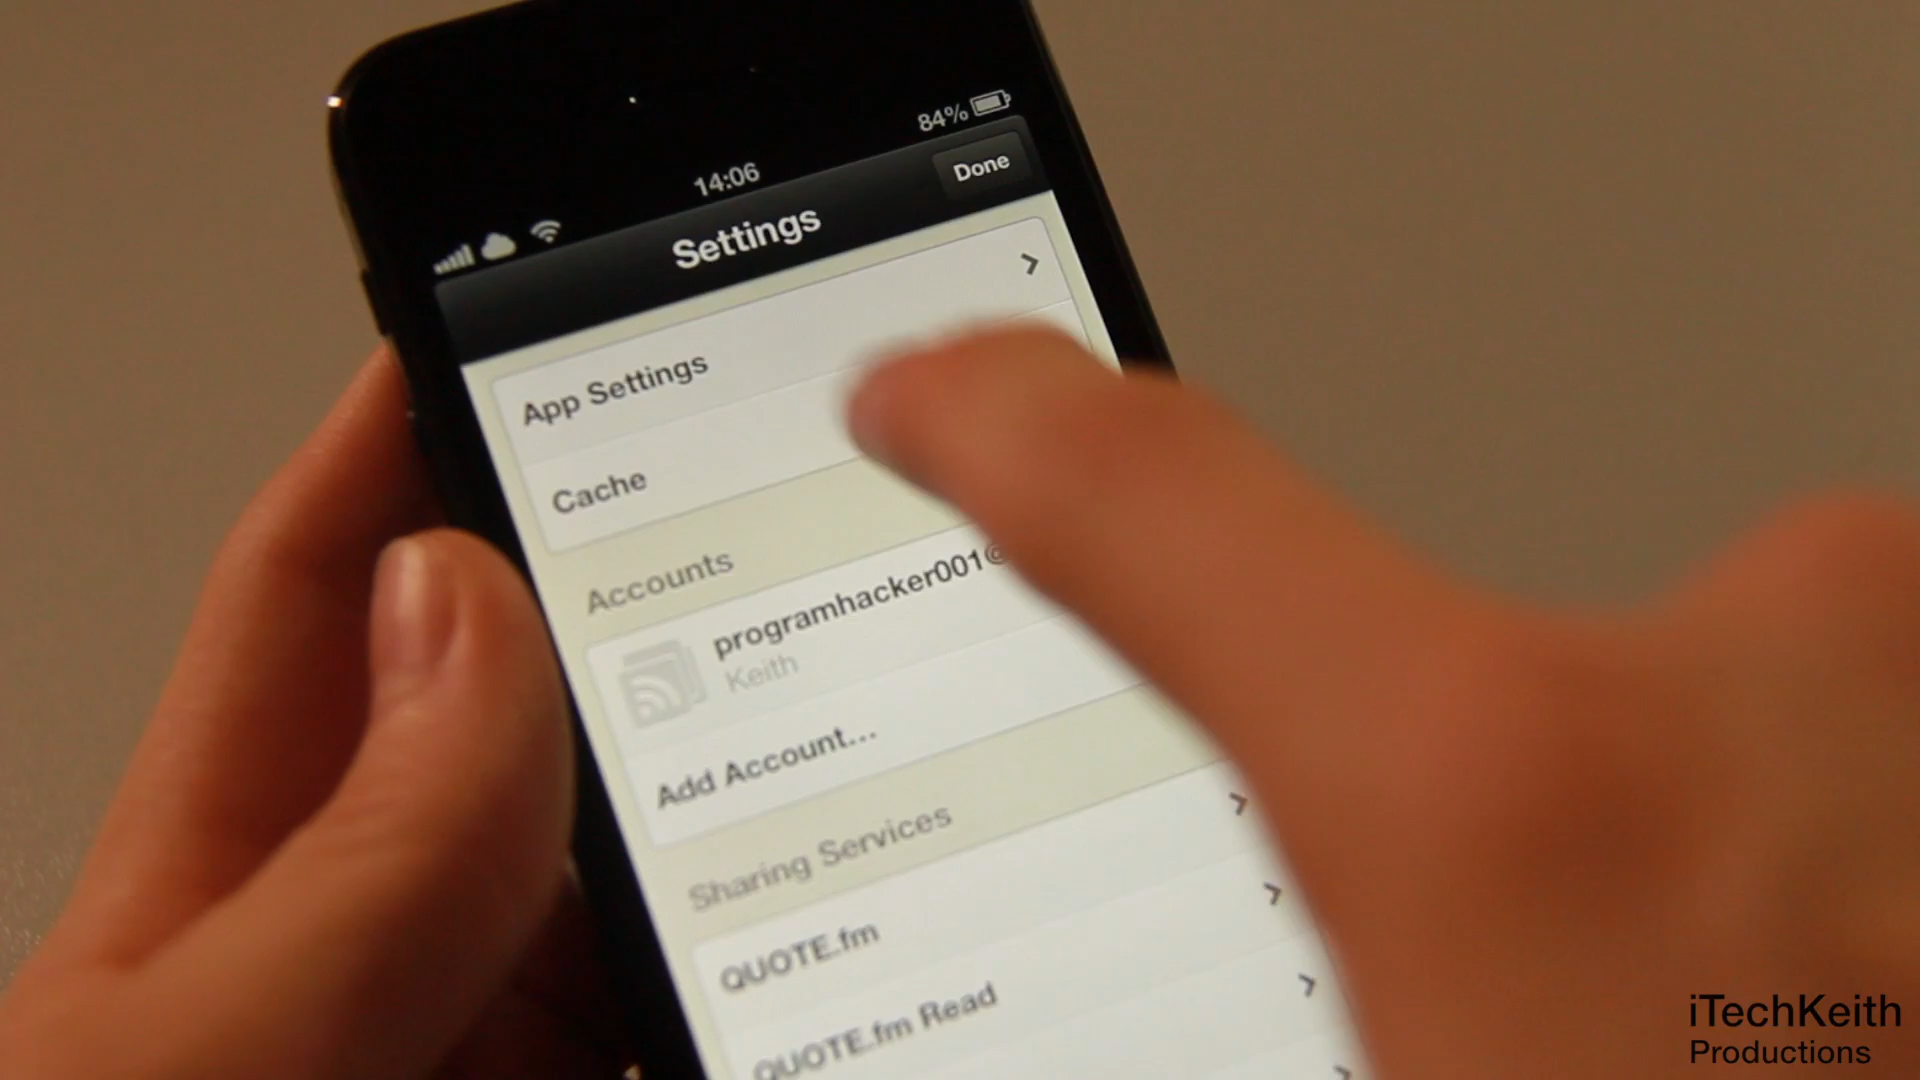 84%
14:06
Settings
Done
App Settings
Cache
Accounts
programhacker001@
Keith
Add Account...
Sharing Services
QUOTE.fm
QUOTE.fm Read
iTechKeith
Productions